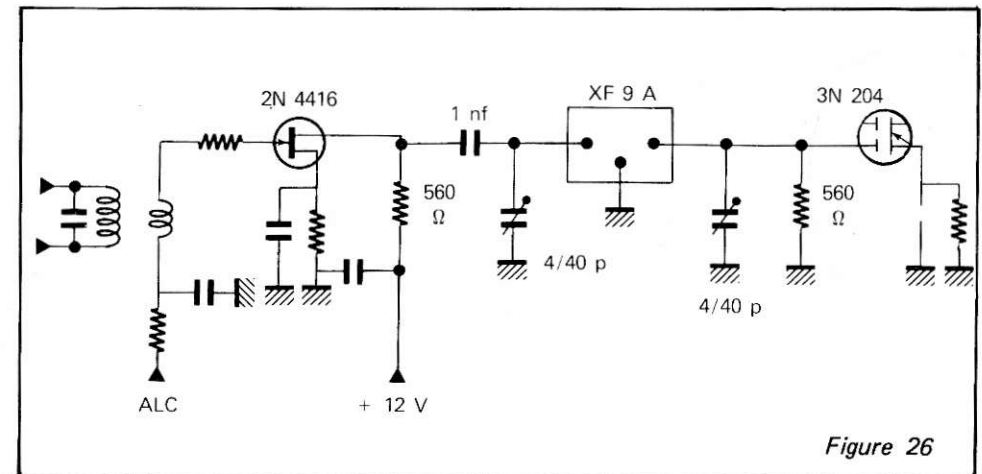 2N 4416
XF 9 A
3N 204
1 nf
560
Ω
560
Ω
4/40 p
4/40 p
ALC
+ 12 V
Figure 26